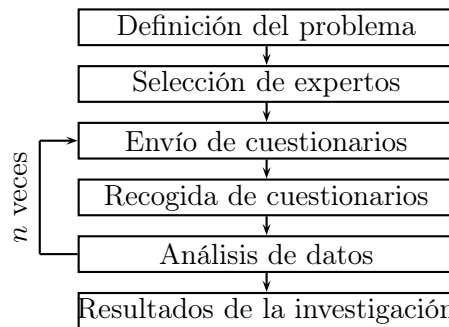 Definición del problema
Selección de expertos
Envío de cuestionarios
n veces
Recogida de cuestionarios
Análisis de datos
Resultados de la investigación